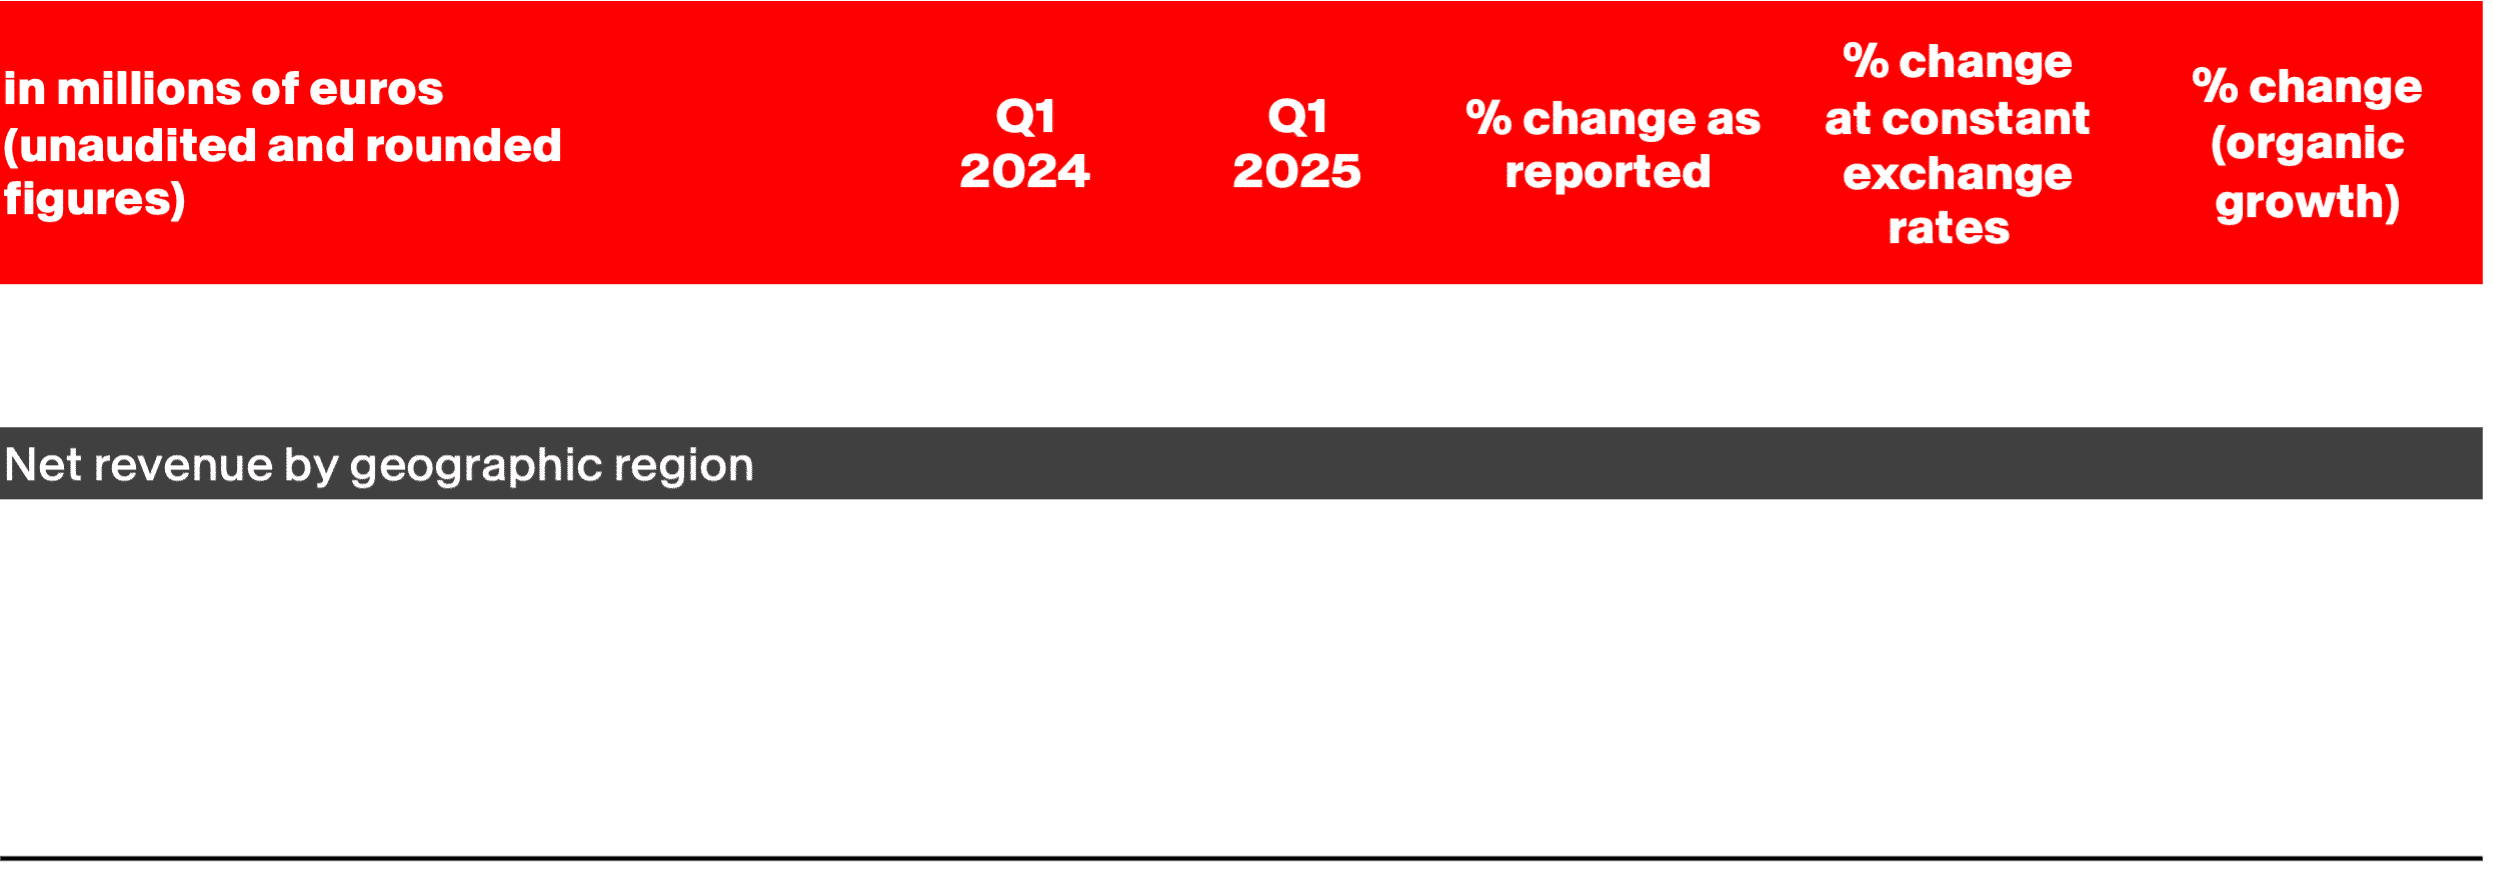 in millions of euros
(unaudited and rounded
figures)
Q1
2024
Q1
2025
% change as
reported
% change
at constant
exchange
rates
% change
(organic
growth)
Net revenue by geographic region